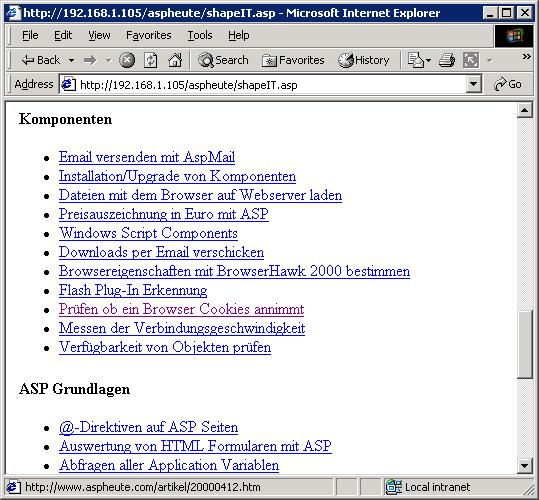 http://192.168.1.105/aspheute/shapeIT.asp - Microsoft Internet Explorer
File Edit View Favorites Tools Help
Back Search Favorites History
Address http://192.168.1.105/aspheute/shapeIT.asp Go
Komponenten
Email versenden mit AspMail
Installation/Upgrade von Komponenten
Dateien mit dem Browser auf Webserver laden
Preisauszeichnung in Euro mit ASP
Windows Script Components
Downloads per Email verschicken
Browsereigenschaften mit BrowserHawk 2000 bestimmen
Flash Plug-In Erkennung
Prüfen ob ein Browser Cookies annimmt
Messen der Verbindungsgeschwindigkeit
Verfügbarkeit von Objekten prüfen
ASP Grundlagen
@-Direktiven auf ASP Seiten
Auswertung von HTML Formularen mit ASP
Abfragen aller Application Variablen
http://www.aspheute.com/artikel/20000412.htm Local intranet